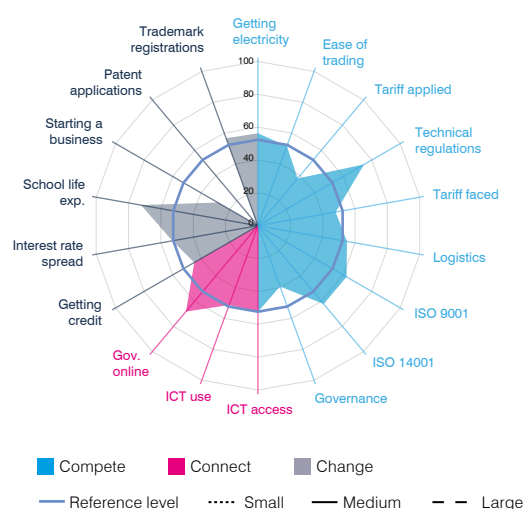 Getting
electricity
Trademark
registrations
Ease of
trading
100
Patent
applications
80
Tariff applied
Starting a
business
60
Technical
regulations
40
School life
exp.
20
Tariff faced
0
Interest rate
spread
Logistics
Getting
credit
ISO 9001
Gov.
online
ISO 14001
ICT use
ICT access
Governance
Compete Connect Change
Reference level Small Medium Large